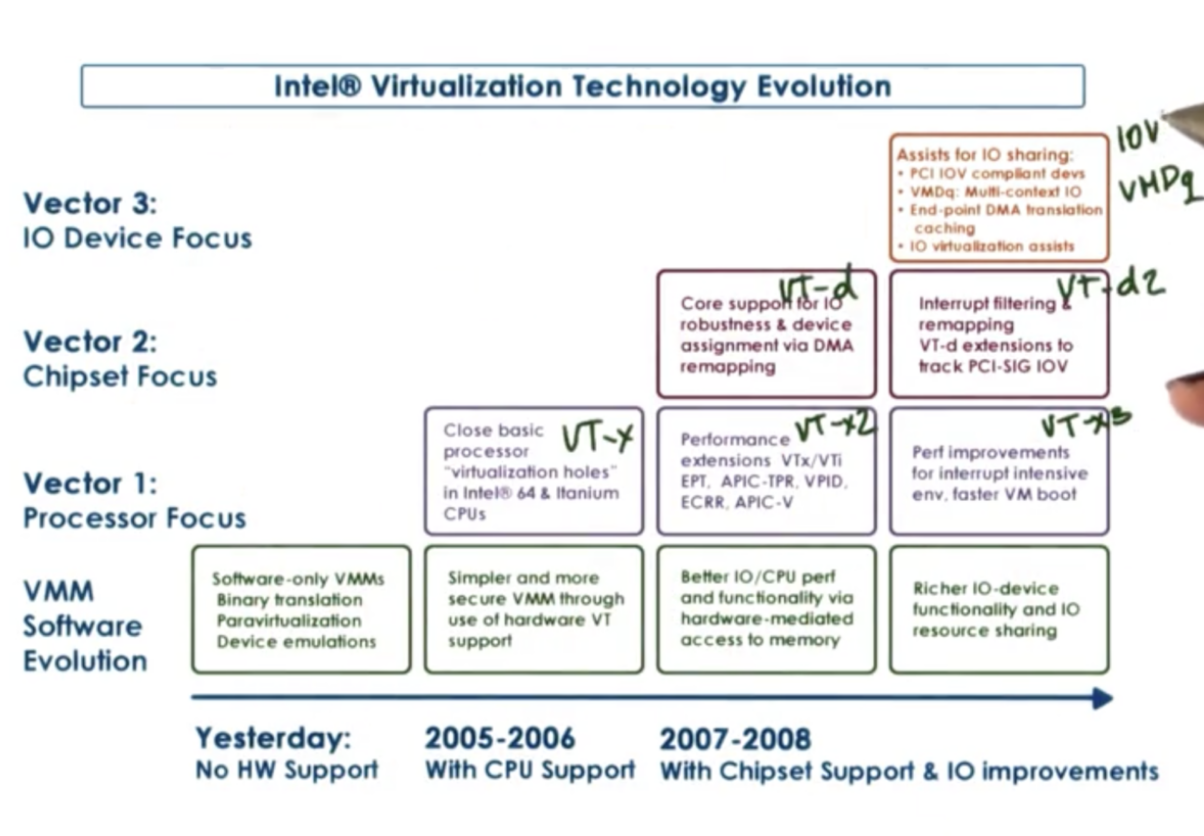 Intel® Virtualization Technology Evolution
IOV
VMDq
Assists for IO sharing:
• PCI IOV compliant devs
• VMDq: Multi-context IO
• End-point DMA translation
caching
• IO virtualization assists
Vector 3:
IO Device Focus
VT-d
Core support for IO
robustness & device
assignment via DMA
remapping
VT-d2
Interrupt filtering &
remapping
VT-d extensions to
track PCI-SIG IOV
Vector 2:
Chipset Focus
Close basic
processor
"virtualization holes"
in Intel® 64 & Itanium
CPUs
VT-x
Performance
extensions VTx/VTi
EPT, APIC-TPR, VPID,
ECRR, APIC-V
VT-x2
VT-x3
Perf improvements
for interrupt intensive
env, faster VM boot
Vector 1:
Processor Focus
VMM
Software
Evolution
Software-only VMMs
Binary translation
Paravirtualization
Device emulations
Simpler and more
secure VMM through
use of hardware VT
support
Better IO/CPU perf
and functionality via
hardware-mediated
access to memory
Richer IO-device
functionality and IO
resource sharing
Yesterday:
No HW Support
2005-2006
With CPU Support
2007-2008
With Chipset Support & IO improvements